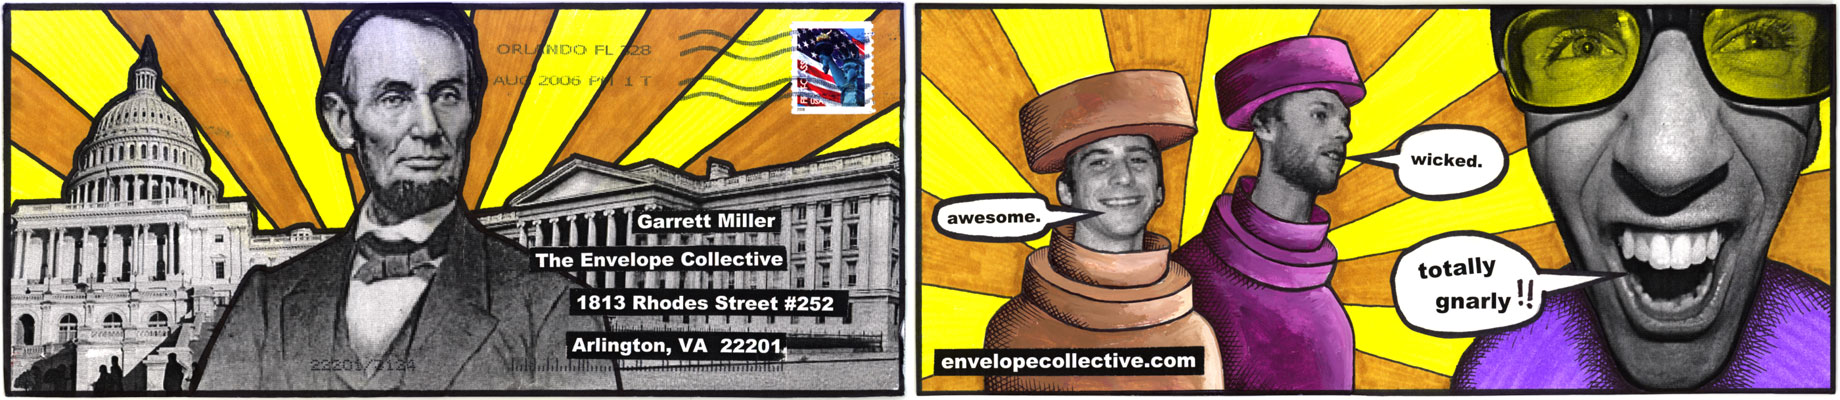 ORLANDO FL 328
AUG 2006 PM 1 T
USA
Garrett Miller
The Envelope Collective
1813 Rhodes Street #252
Arlington, VA 22201
22201/2124
awesome.
wicked.
totally
gnarly !!
envelopecollective.com